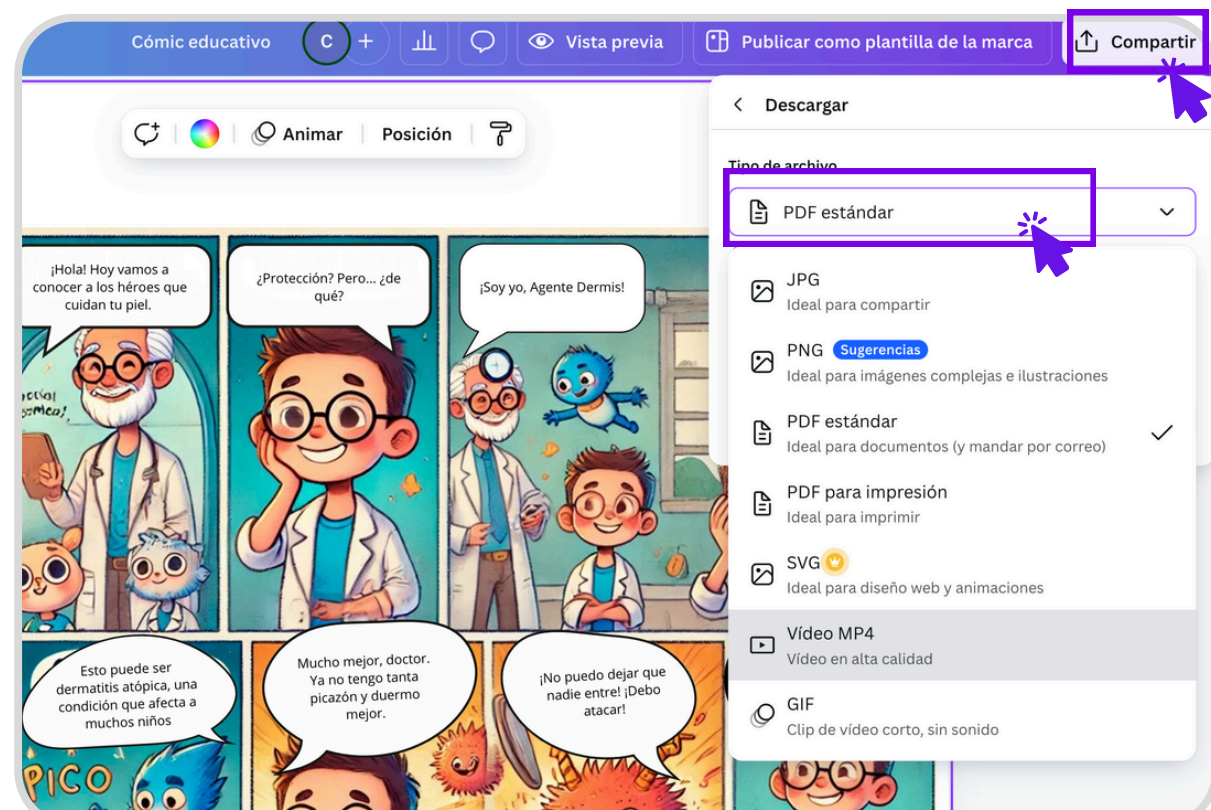 Cómic educativo
C
+
Vista previa
Publicar como plantilla de la marca
Compartir
Descargar
Animar
Posición
Tipo de archivo
PDF estándar
JPG
Ideal para compartir
PNG Sugerencias
Ideal para imágenes complejas e ilustraciones
PDF estándar
Ideal para documentos (y mandar por correo)
PDF para impresión
Ideal para imprimir
SVG
Ideal para diseño web y animaciones
Vídeo MP4
Vídeo en alta calidad
GIF
Clip de vídeo corto, sin sonido
¡Hola! Hoy vamos a
conocer a los héroes que
cuidan tu piel.
¿Protección? Pero... ¿de
qué?
¡Soy yo, Agente Dermis!
Esto puede ser
dermatitis atópica, una
condición que afecta a
muchos niños
Mucho mejor, doctor.
Ya no tengo tanta
picazón y duermo
mejor.
¡No puedo dejar que
nadie entre! ¡Debo
atacar!
PICO